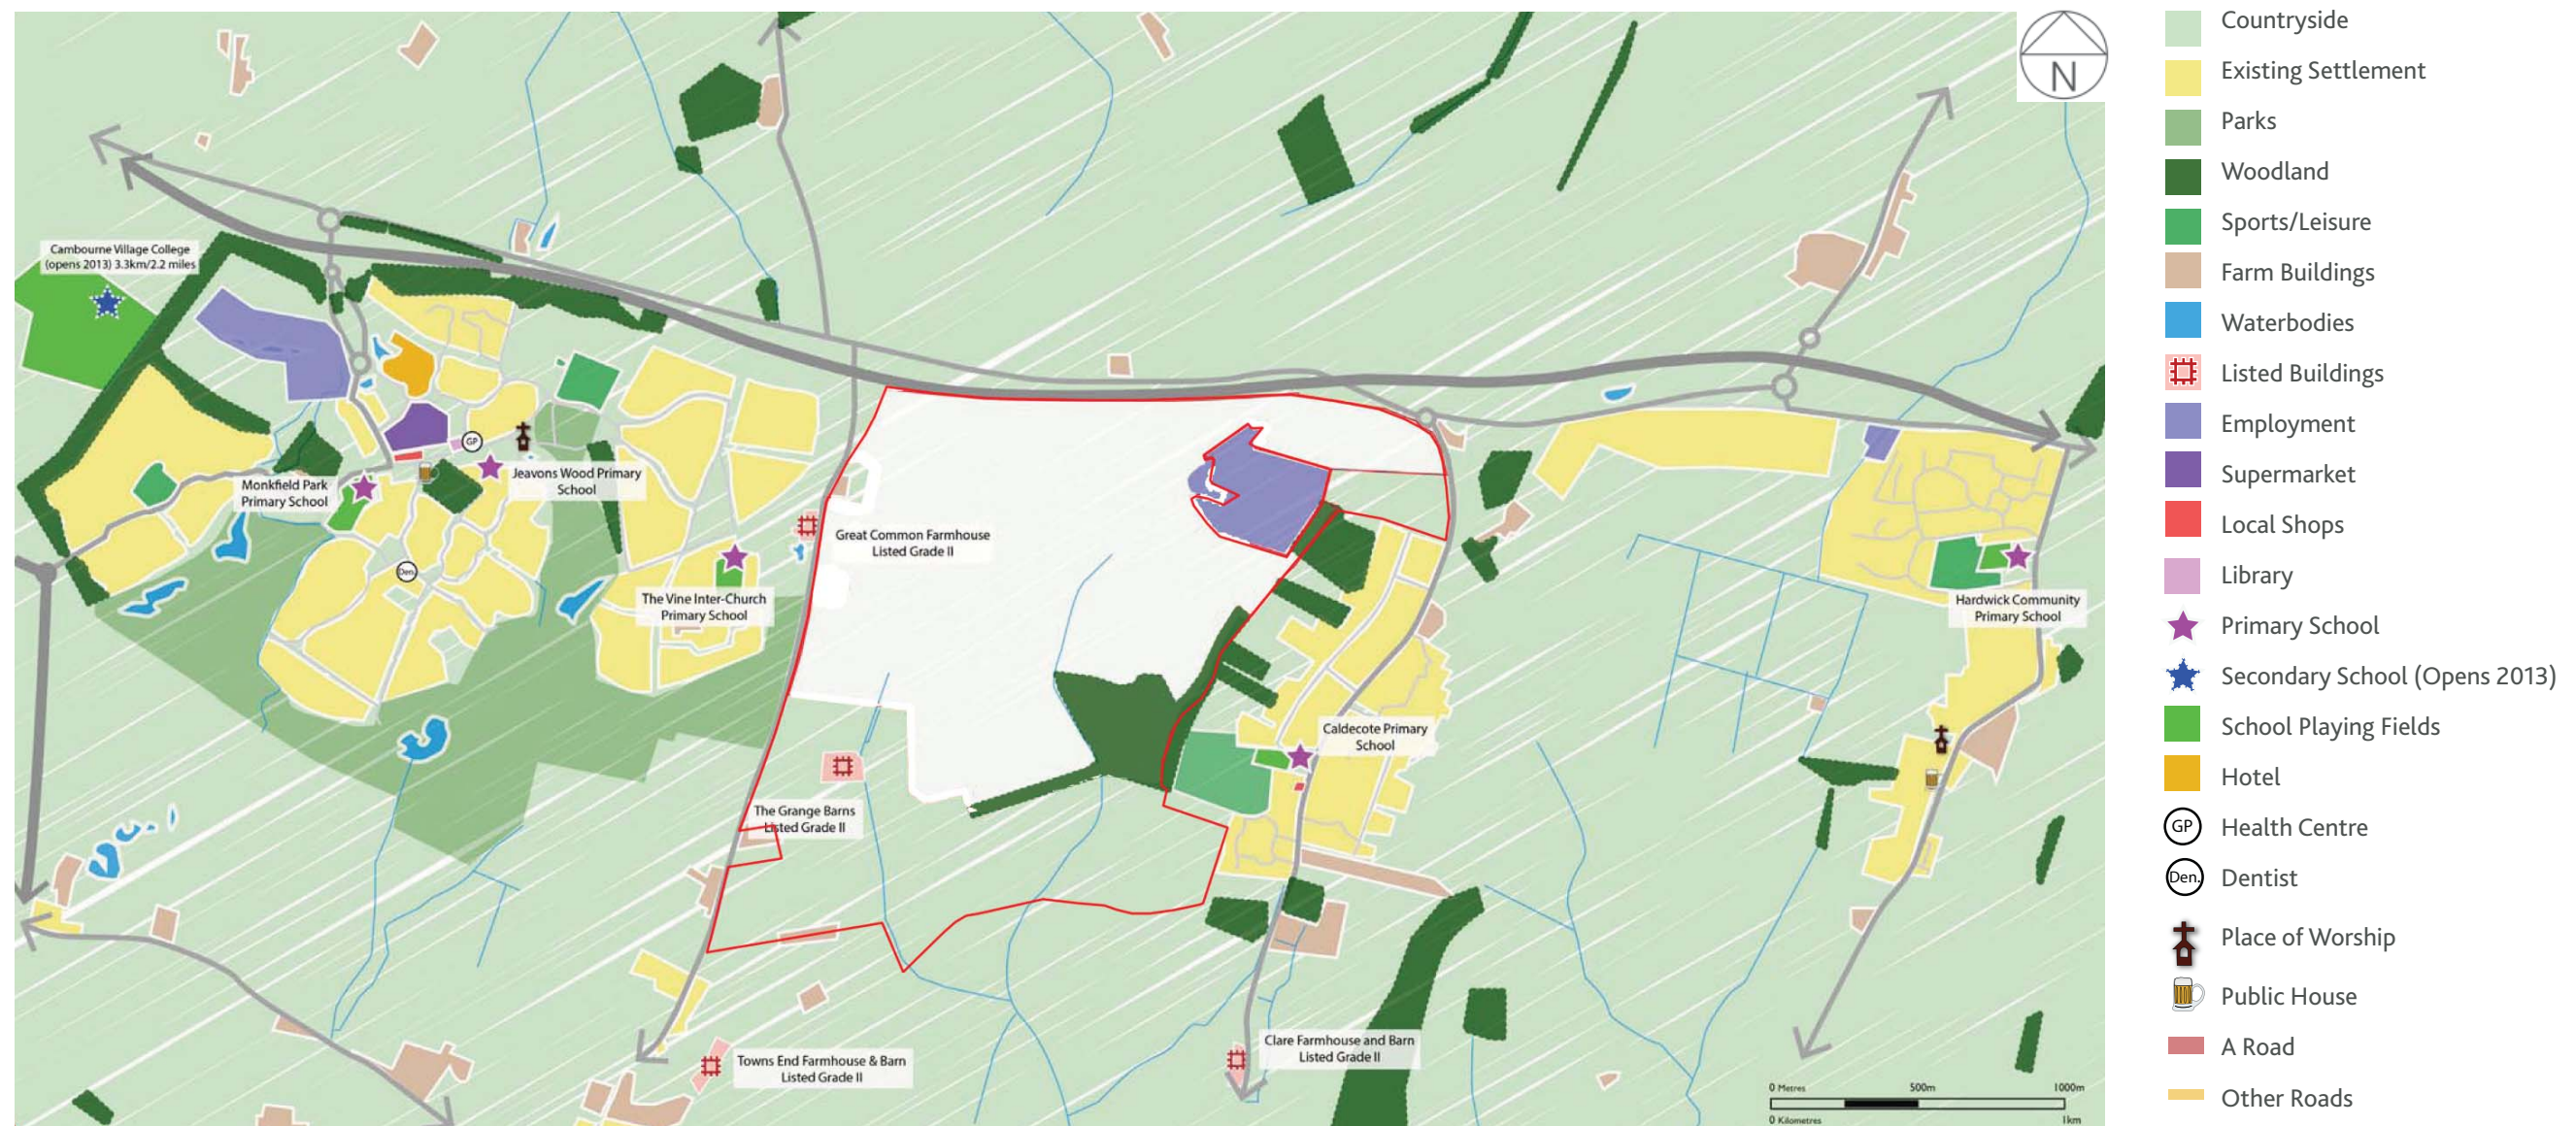 Cambourne Village College
(opens 2013) 3.3km/2.2 miles
Monkfield Park
Primary School
GP
Jeavons Wood Primary
School
Den.
The Vine Inter-Church
Primary School
Great Common Farmhouse
Listed Grade II
The Grange Barns
Listed Grade II
Caldecote Primary
School
Hardwick Community
Primary School
Towns End Farmhouse & Barn
Listed Grade II
Clare Farmhouse and Barn
Listed Grade II
N
0 Metres 500m 1000m
0 Kilometres 1km
Countryside
Existing Settlement
Parks
Woodland
Sports/Leisure
Farm Buildings
Waterbodies
Listed Buildings
Employment
Supermarket
Local Shops
Library
Primary School
Secondary School (Opens 2013)
School Playing Fields
Hotel
GP Health Centre
Den. Dentist
Place of Worship
Public House
A Road
Other Roads